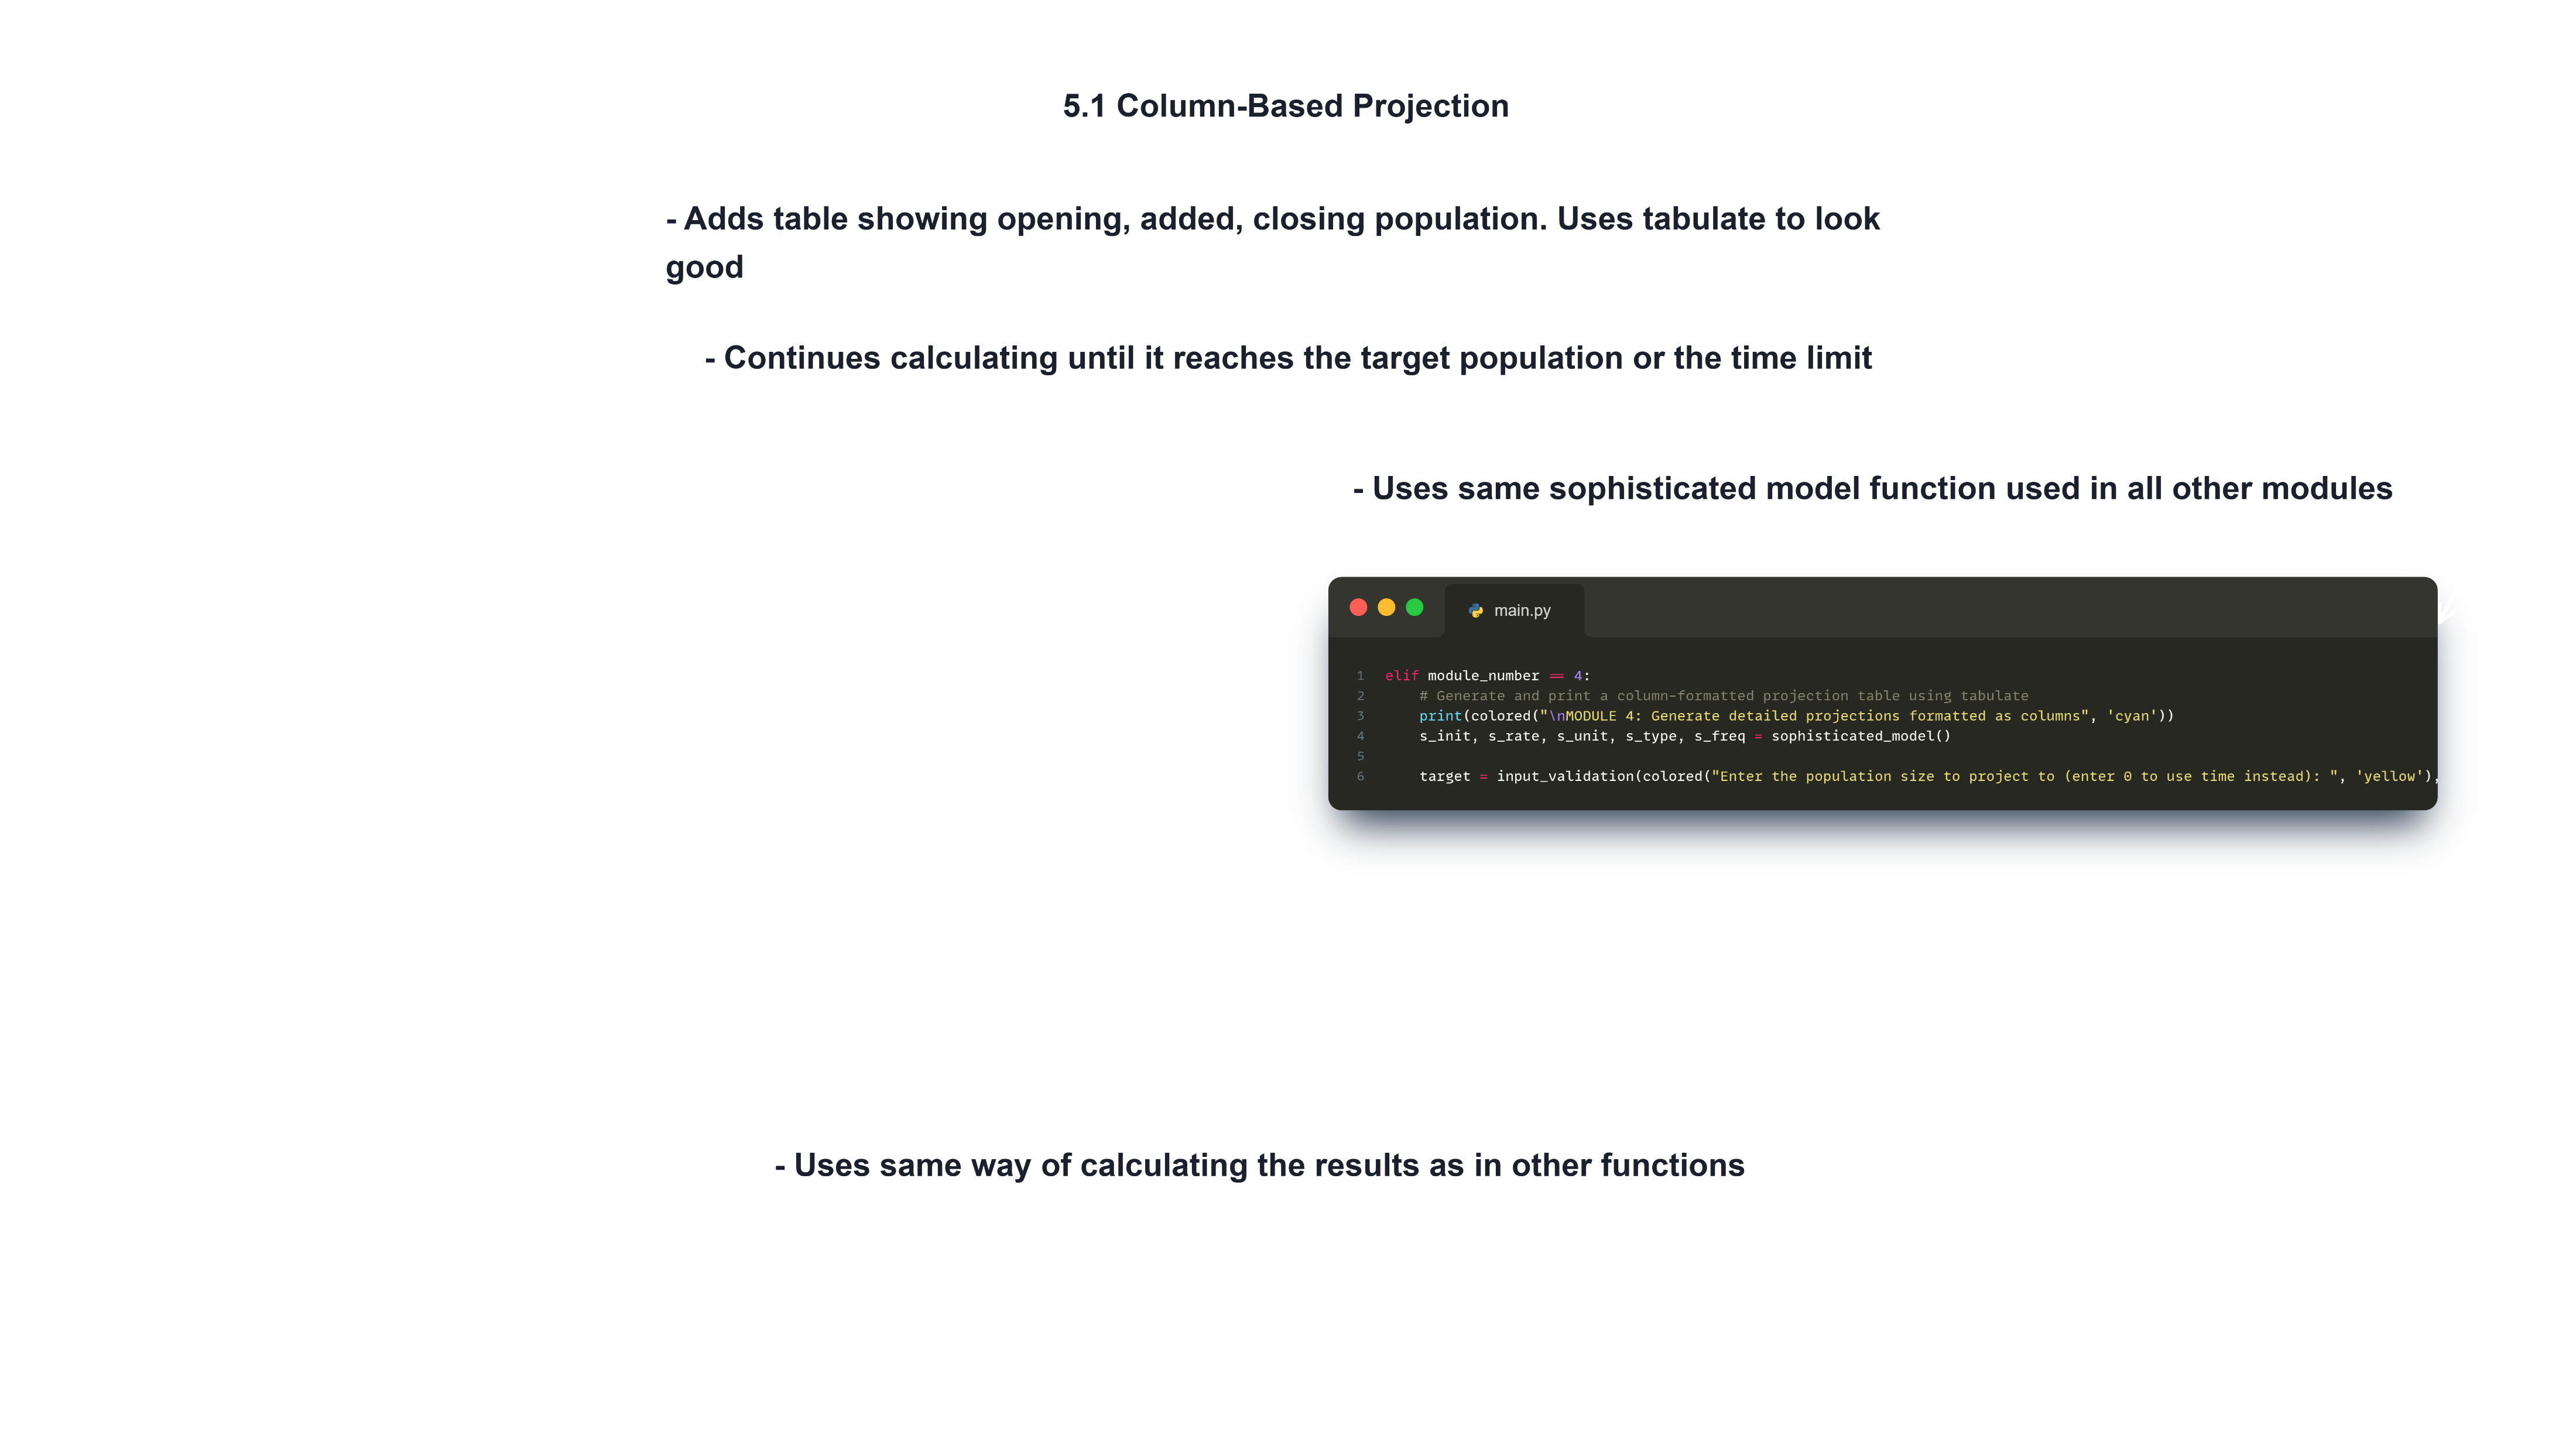 5.1 Column-Based Projection
- Adds table showing opening, added, closing population. Uses tabulate to look
good
- Continues calculating until it reaches the target population or the time limit
- Uses same sophisticated model function used in all other modules
main.py
1 elif module_number == 4:
2     # Generate and print a column-formatted projection table using tabulate
3     print(colored("\nMODULE 4: Generate detailed projections formatted as columns", 'cyan'))
4     s_init, s_rate, s_unit, s_type, s_freq = sophisticated_model()
5
6     target = input_validation(colored("Enter the population size to project to (enter 0 to use time instead): ", 'yellow'),
- Uses same way of calculating the results as in other functions